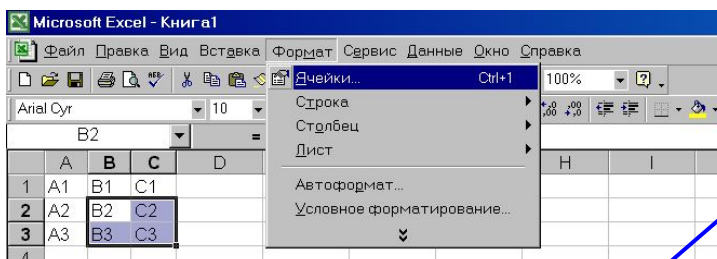 Microsoft Excel - Книга1
Файл Правка Вид Вставка Формат Сервис Данные Окно Справка
Ячейки... Ctrl+1 100%
Arial Cyr 10 Строка
B2 = Столбец
Лист
A B C D H I
1 A1 B1 C1 Автоформат...
2 A2 B2 C2 Условное форматирование...
3 A3 B3 C3
4